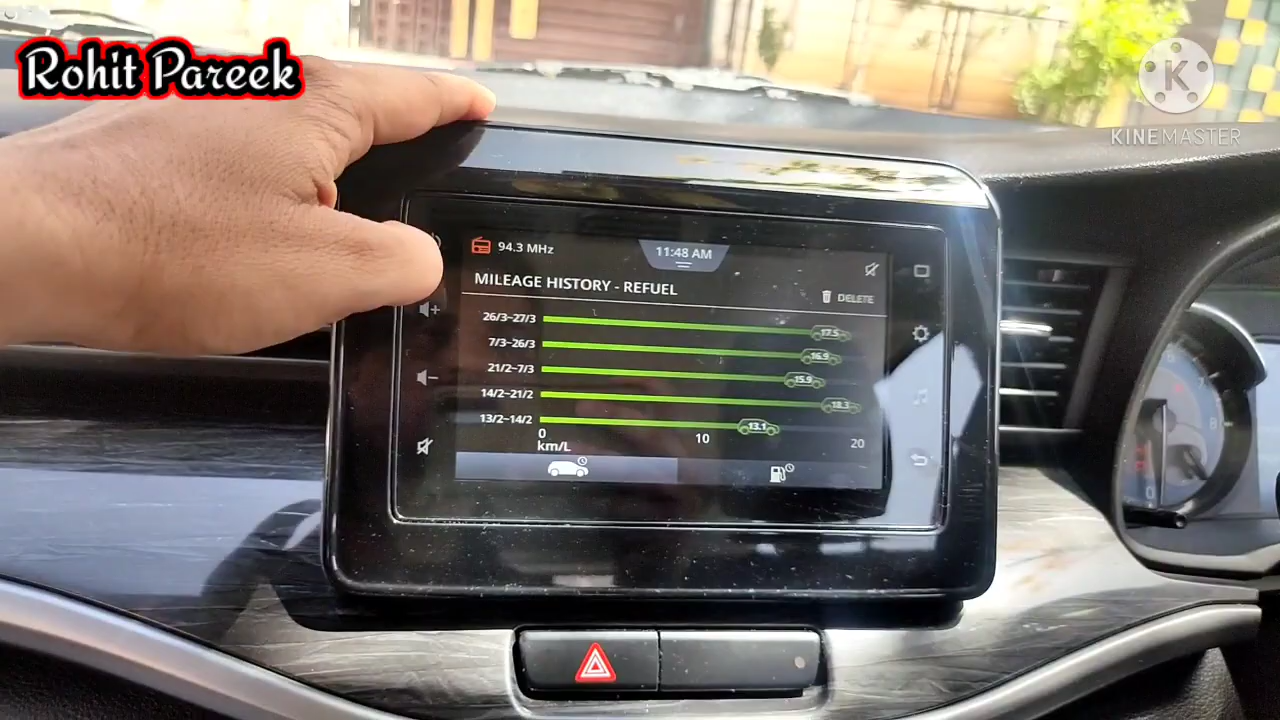 Rohit Pareek
K
KINEMASTER
94.3 MHz
11:48 AM
MILEAGE HISTORY - REFUEL
DELETE
26/3~27/3 17.5
7/3~26/3 16.9
21/2~7/3 15.9
14/2~21/2 18.3
13/2~14/2 13.1
0 10 20
km/L